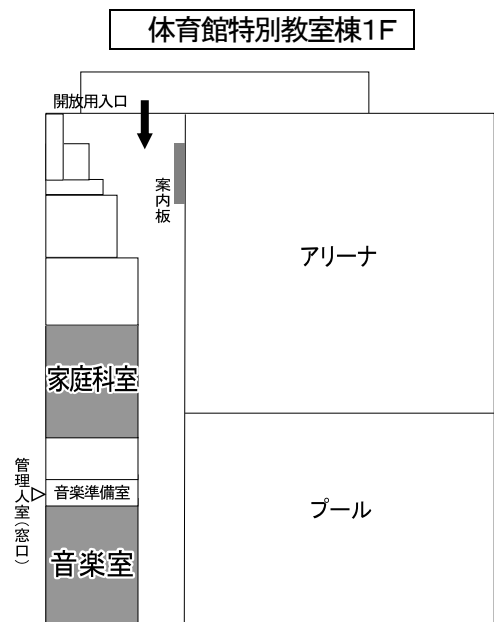 体育館特別教室棟1F
開放用入口
案内板
アリーナ
家庭科室
管理人室(窓口)
音楽準備室
プール
音楽室